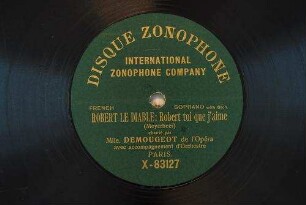 DISQUE ZONOPHONE
INTERNATIONAL
ZONOPHONE COMPANY
FRENCH SOPRANO
ROBERT LE DIABLE: Robert toi que j'aime
(Meyerbeer)
chanté par
Mlle. DEMOUGEOT de l'Opéra
avec accompagnement d'Orchestre
PARIS
X-83127